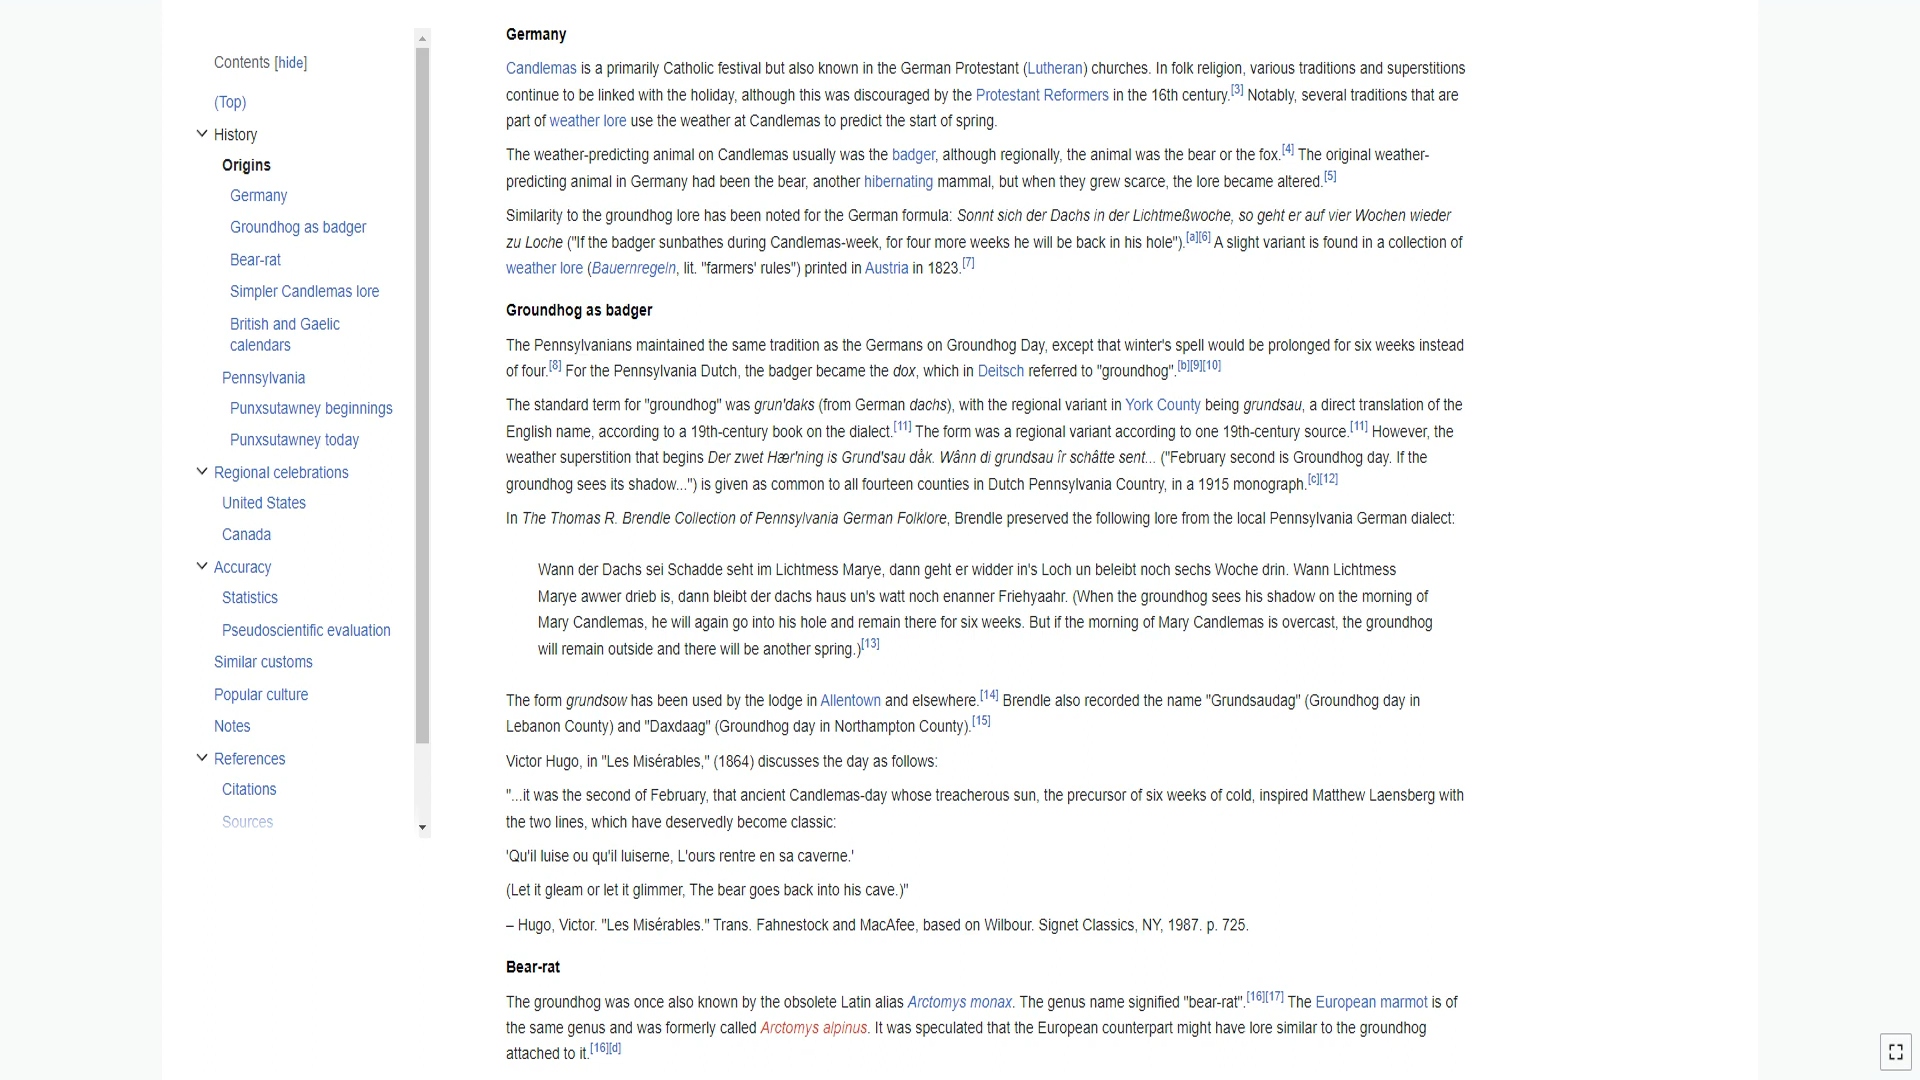 Contents [hide]
(Top)
History
Origins
Germany
Groundhog as badger
Bear-rat
Simpler Candlemas lore
British and Gaelic
calendars
Pennsylvania
Punxsutawney beginnings
Punxsutawney today
Regional celebrations
United States
Canada
Accuracy
Statistics
Pseudoscientific evaluation
Similar customs
Popular culture
Notes
References
Citations
Sources
Germany
Candlemas is a primarily Catholic festival but also known in the German Protestant (Lutheran) churches. In folk religion, various traditions and superstitions
continue to be linked with the holiday, although this was discouraged by the Protestant Reformers in the 16th century.[3] Notably, several traditions that are
part of weather lore use the weather at Candlemas to predict the start of spring.
The weather-predicting animal on Candlemas usually was the badger, although regionally, the animal was the bear or the fox.[4] The original weather-
predicting animal in Germany had been the bear, another hibernating mammal, but when they grew scarce, the lore became altered.[5]
Similarity to the groundhog lore has been noted for the German formula: Sonnt sich der Dachs in der Lichtmeßwoche, so geht er auf vier Wochen wieder
zu Loche ("If the badger sunbathes during Candlemas-week, for four more weeks he will be back in his hole").[a][6] A slight variant is found in a collection of
weather lore (Bauernregeln, lit. "farmers' rules") printed in Austria in 1823.[7]
Groundhog as badger
The Pennsylvanians maintained the same tradition as the Germans on Groundhog Day, except that winter's spell would be prolonged for six weeks instead
of four.[8] For the Pennsylvania Dutch, the badger became the dox, which in Deitsch referred to "groundhog".[b][9][10]
The standard term for "groundhog" was grun'daks (from German dachs), with the regional variant in York County being grundsau, a direct translation of the
English name, according to a 19th-century book on the dialect.[11] The form was a regional variant according to one 19th-century source.[11] However, the
weather superstition that begins Der zwet Hær'ning is Grund'sau dåk. Wânn di grundsau îr schâtte sent... ("February second is Groundhog day. If the
groundhog sees its shadow...") is given as common to all fourteen counties in Dutch Pennsylvania Country, in a 1915 monograph.[c][12]
In The Thomas R. Brendle Collection of Pennsylvania German Folklore, Brendle preserved the following lore from the local Pennsylvania German dialect:
Wann der Dachs sei Schadde seht im Lichtmess Marye, dann geht er widder in's Loch un beleibt noch sechs Woche drin. Wann Lichtmess
Marye awwer drieb is, dann bleibt der dachs haus un's watt noch enanner Friehyaahr. (When the groundhog sees his shadow on the morning of
Mary Candlemas, he will again go into his hole and remain there for six weeks. But if the morning of Mary Candlemas is overcast, the groundhog
will remain outside and there will be another spring.)[13]
The form grundsow has been used by the lodge in Allentown and elsewhere.[14] Brendle also recorded the name "Grundsaudag" (Groundhog day in
Lebanon County) and "Daxdaag" (Groundhog day in Northampton County).[15]
Victor Hugo, in "Les Misérables," (1864) discusses the day as follows:
"...it was the second of February, that ancient Candlemas-day whose treacherous sun, the precursor of six weeks of cold, inspired Matthew Laensberg with
the two lines, which have deservedly become classic:
'Qu'il luise ou qu'il luiserne, L'ours rentre en sa caverne.'
(Let it gleam or let it glimmer, The bear goes back into his cave.)"
– Hugo, Victor. "Les Misérables." Trans. Fahnestock and MacAfee, based on Wilbour. Signet Classics, NY, 1987. p. 725.
Bear-rat
The groundhog was once also known by the obsolete Latin alias Arctomys monax. The genus name signified "bear-rat".[16][17] The European marmot is of
the same genus and was formerly called Arctomys alpinus. It was speculated that the European counterpart might have lore similar to the groundhog
attached to it.[16][d]